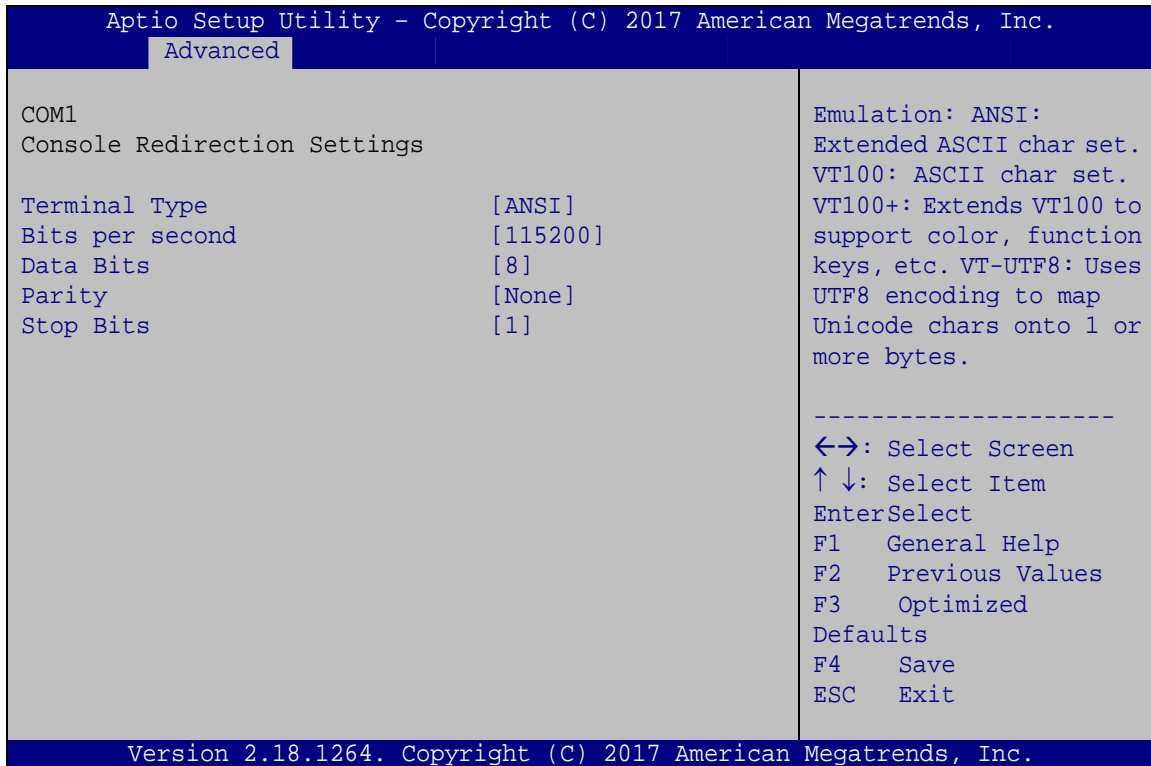 Aptio Setup Utility – Copyright (C) 2017 American Megatrends, Inc.
Advanced
COM1
Console Redirection Settings
Terminal Type [ANSI]
Bits per second [115200]
Data Bits [8]
Parity [None]
Stop Bits [1]
Emulation: ANSI:
Extended ASCII char set.
VT100: ASCII char set.
VT100+: Extends VT100 to
support color, function
keys, etc. VT-UTF8: Uses
UTF8 encoding to map
Unicode chars onto 1 or
more bytes.
---------------------
←→: Select Screen
↑ ↓: Select Item
EnterSelect
F1 General Help
F2 Previous Values
F3 Optimized
Defaults
F4 Save
ESC Exit
Version 2.18.1264. Copyright (C) 2017 American Megatrends, Inc.